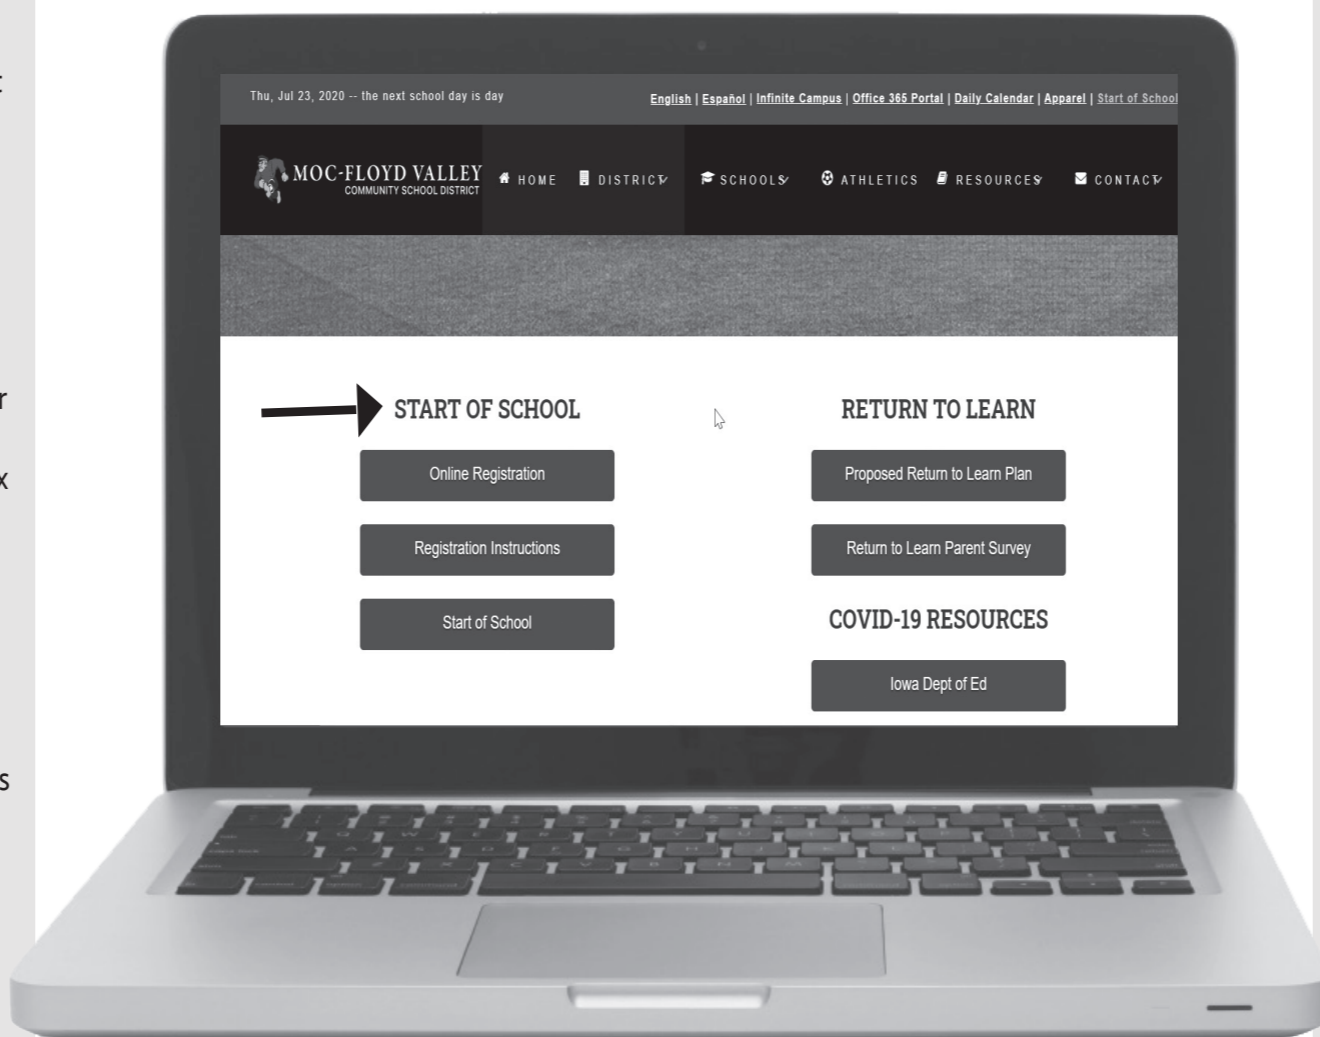 t
r
x
s
Thu, Jul 23, 2020 -- the next school day is day
English | Español | Infinite Campus | Office 365 Portal | Daily Calendar | Apparel | Start of School
MOC-FLOYD VALLEY
COMMUNITY SCHOOL DISTRICT
HOME DISTRICT SCHOOLS ATHLETICS RESOURCES CONTACT
START OF SCHOOL
Online Registration
Registration Instructions
Start of School
RETURN TO LEARN
Proposed Return to Learn Plan
Return to Learn Parent Survey
COVID-19 RESOURCES
Iowa Dept of Ed